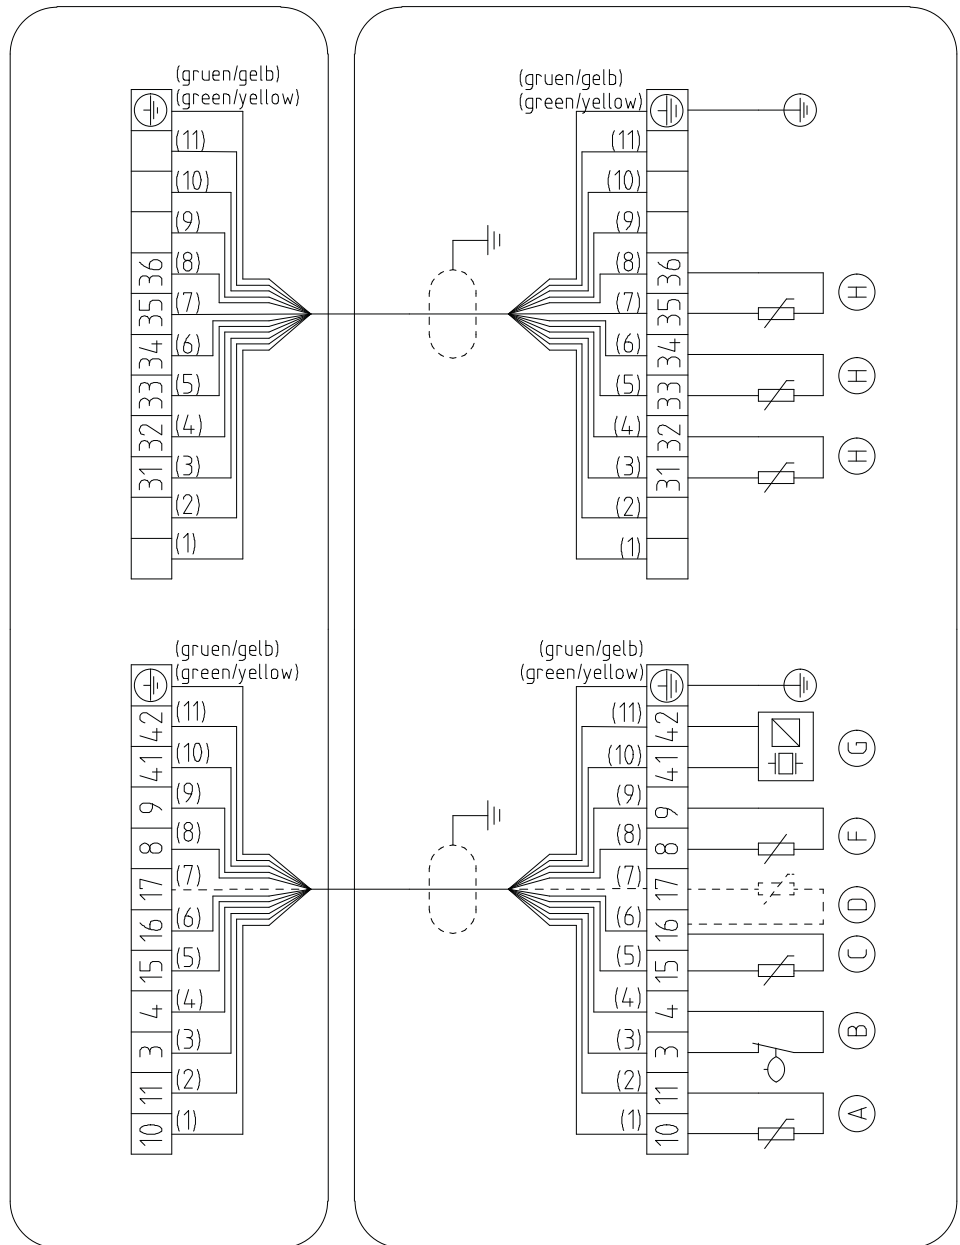 (gruen/gelb)
(green/yellow)
(11)
(10)
(9)
36 (8)
35 (7)
34 (6)
33 (5)
32 (4)
31 (3)
(2)
(1)
(gruen/gelb)
(green/yellow)
(11)
(10)
(9)
(8) 36
(7) 35
(6) 34
(5) 33
(4) 32
(3) 31
(2)
(1)
H
H
H
(gruen/gelb)
(green/yellow)
42 (11)
41 (10)
9 (9)
8 (8)
17 (7)
16 (6)
15 (5)
4 (4)
3 (3)
11 (2)
10 (1)
(gruen/gelb)
(green/yellow)
(11) 42
(10) 41
(9) 9
(8) 8
(7) 17
(6) 16
(5) 15
(4) 4
(3) 3
(2) 11
(1) 10
G
F
D
C
B
A